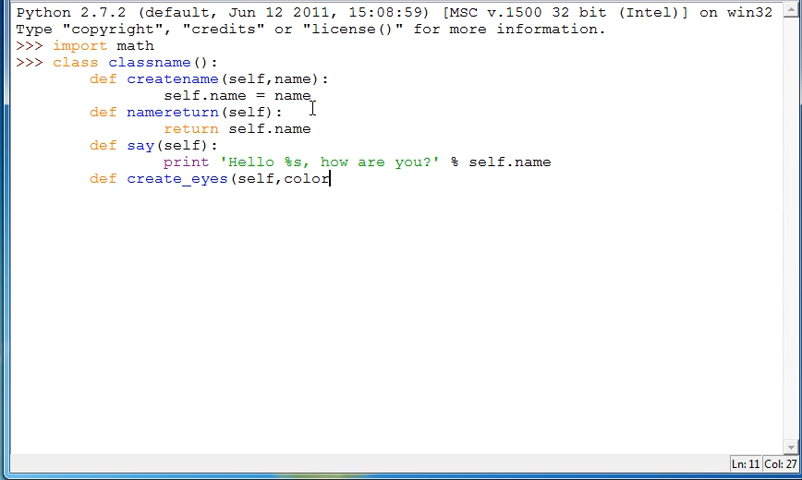 Python 2.7.2 (default, Jun 12 2011, 15:08:59) [MSC v.1500 32 bit (Intel)] on win32
Type "copyright", "credits" or "license()" for more information.
>>> import math
>>> class classname():
        def createname(self,name):
                self.name = name
        def namereturn(self):
                return self.name
        def say(self):
                print 'Hello %s, how are you?' % self.name
        def create_eyes(self,color
Ln: 11 Col: 27